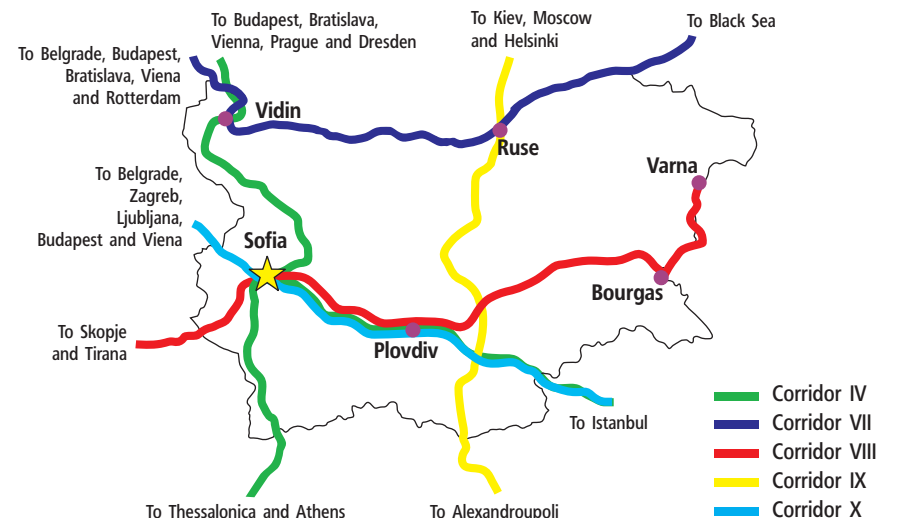 To Budapest, Bratislava,
Vienna, Prague and Dresden
To Kiev, Moscow
and Helsinki
To Black Sea
To Belgrade, Budapest,
Bratislava, Viena
and Rotterdam
Vidin
Ruse
Varna
To Belgrade,
Zagreb,
Ljubljana,
Budapest and Viena
Sofia
Bourgas
To Skopje
and Tirana
Plovdiv
To Istanbul
To Thessalonica and Athens
To Alexandroupoli
Corridor IV
Corridor VII
Corridor VIII
Corridor IX
Corridor X